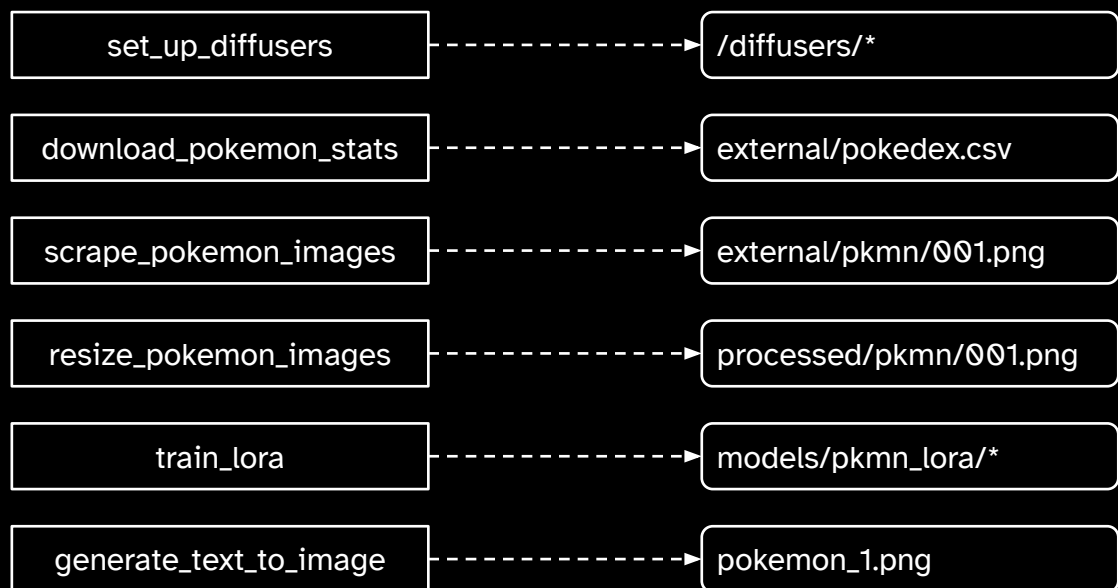 set_up_diffusers /diffusers/*
download_pokemon_stats external/pokedex.csv
scrape_pokemon_images external/pkmn/001.png
resize_pokemon_images processed/pkmn/001.png
train_lora models/pkmn_lora/*
generate_text_to_image pokemon_1.png